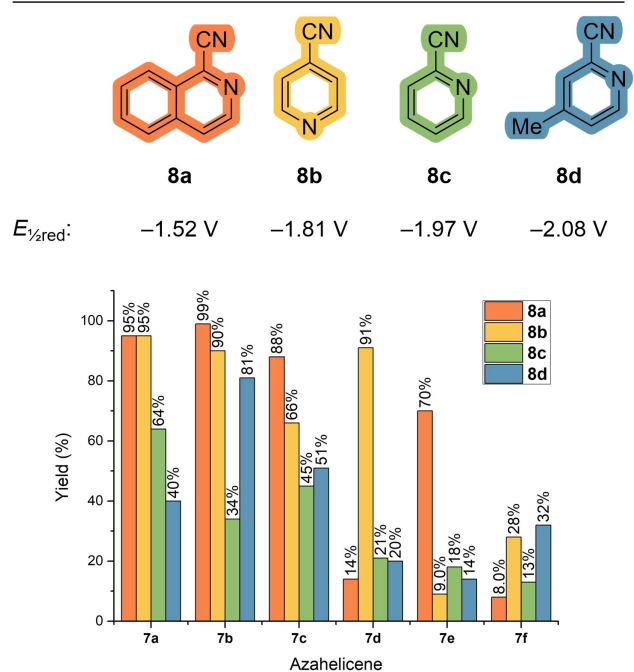 CN CN CN CN
N N N
N Me
8a 8b 8c 8d
E½red: –1.52 V –1.81 V –1.97 V –2.08 V
8a
8b
8c
8d
100
80
60
40
20
0
Yield (%)
95% 95% 64% 40%
99% 90% 34% 81%
88% 66% 45% 51%
14% 91% 21% 20%
70% 9.0% 18% 14%
8.0% 28% 13% 32%
7a 7b 7c 7d 7e 7f
Azahelicene